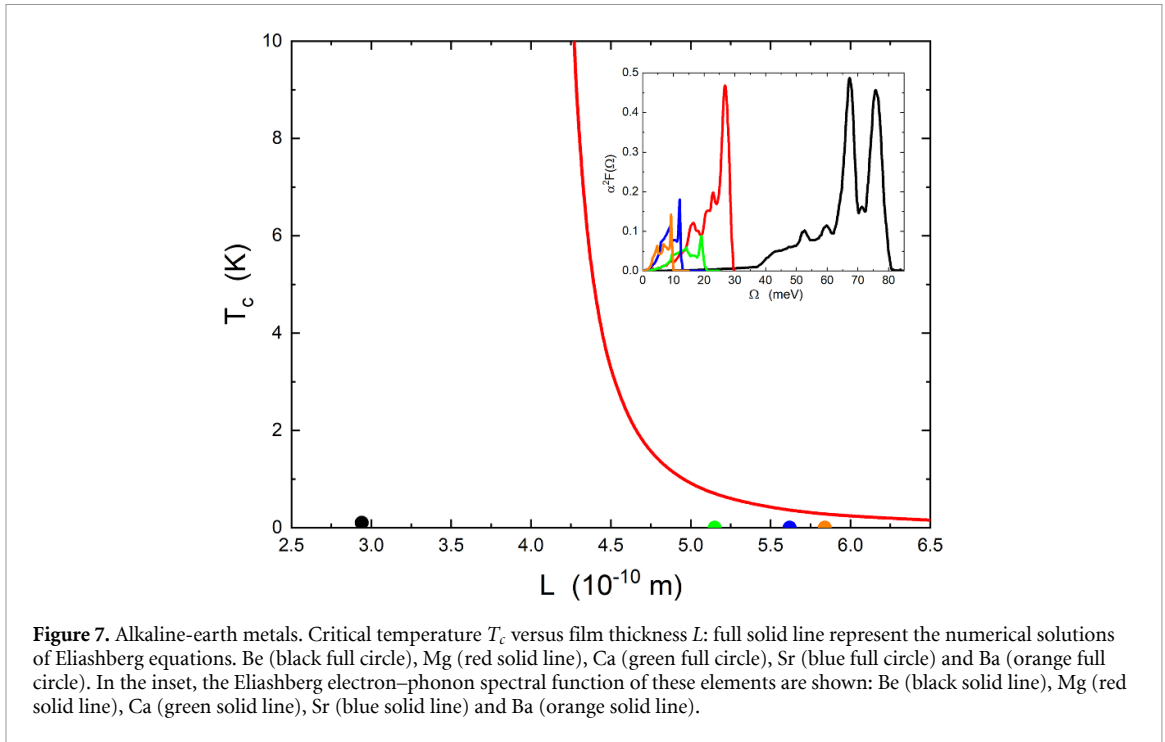 10
8
6
4
2
0
T_c (K)
2.5 3.0 3.5 4.0 4.5 5.0 5.5 6.0 6.5
L (10^-10 m)
0.5
0.4
0.3
0.2
0.1
0.0
α²F(Ω)
0 10 20 30 40 50 60 70 80
Ω (meV)
Figure 7. Alkaline-earth metals. Critical temperature T_c versus film thickness L: full solid line represent the numerical solutions
of Eliashberg equations. Be (black full circle), Mg (red solid line), Ca (green full circle), Sr (blue full circle) and Ba (orange full
circle). In the inset, the Eliashberg electron–phonon spectral function of these elements are shown: Be (black solid line), Mg (red
solid line), Ca (green solid line), Sr (blue solid line) and Ba (orange solid line).